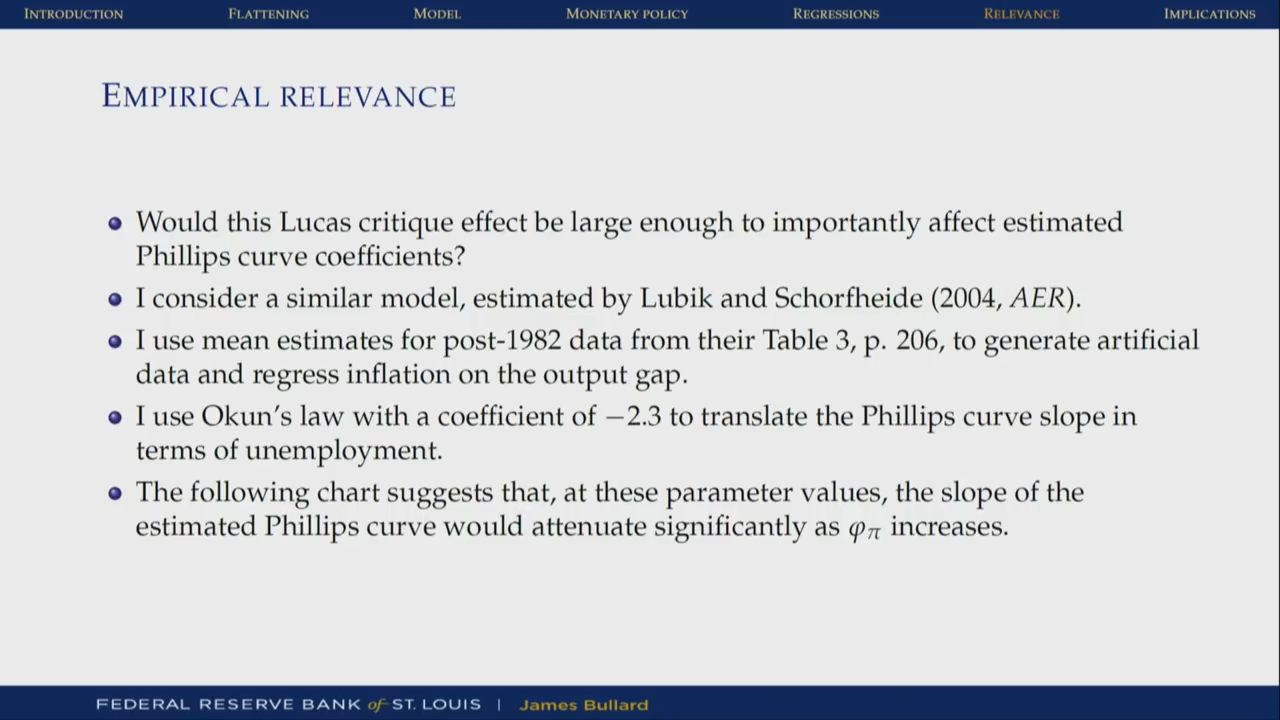 INTRODUCTION FLATTENING MODEL MONETARY POLICY REGRESSIONS RELEVANCE IMPLICATIONS
EMPIRICAL RELEVANCE
Would this Lucas critique effect be large enough to importantly affect estimated
Phillips curve coefficients?
I consider a similar model, estimated by Lubik and Schorfheide (2004, AER).
I use mean estimates for post-1982 data from their Table 3, p. 206, to generate artificial
data and regress inflation on the output gap.
I use Okun's law with a coefficient of −2.3 to translate the Phillips curve slope in
terms of unemployment.
The following chart suggests that, at these parameter values, the slope of the
estimated Phillips curve would attenuate significantly as φπ increases.
FEDERAL RESERVE BANK of ST. LOUIS | James Bullard